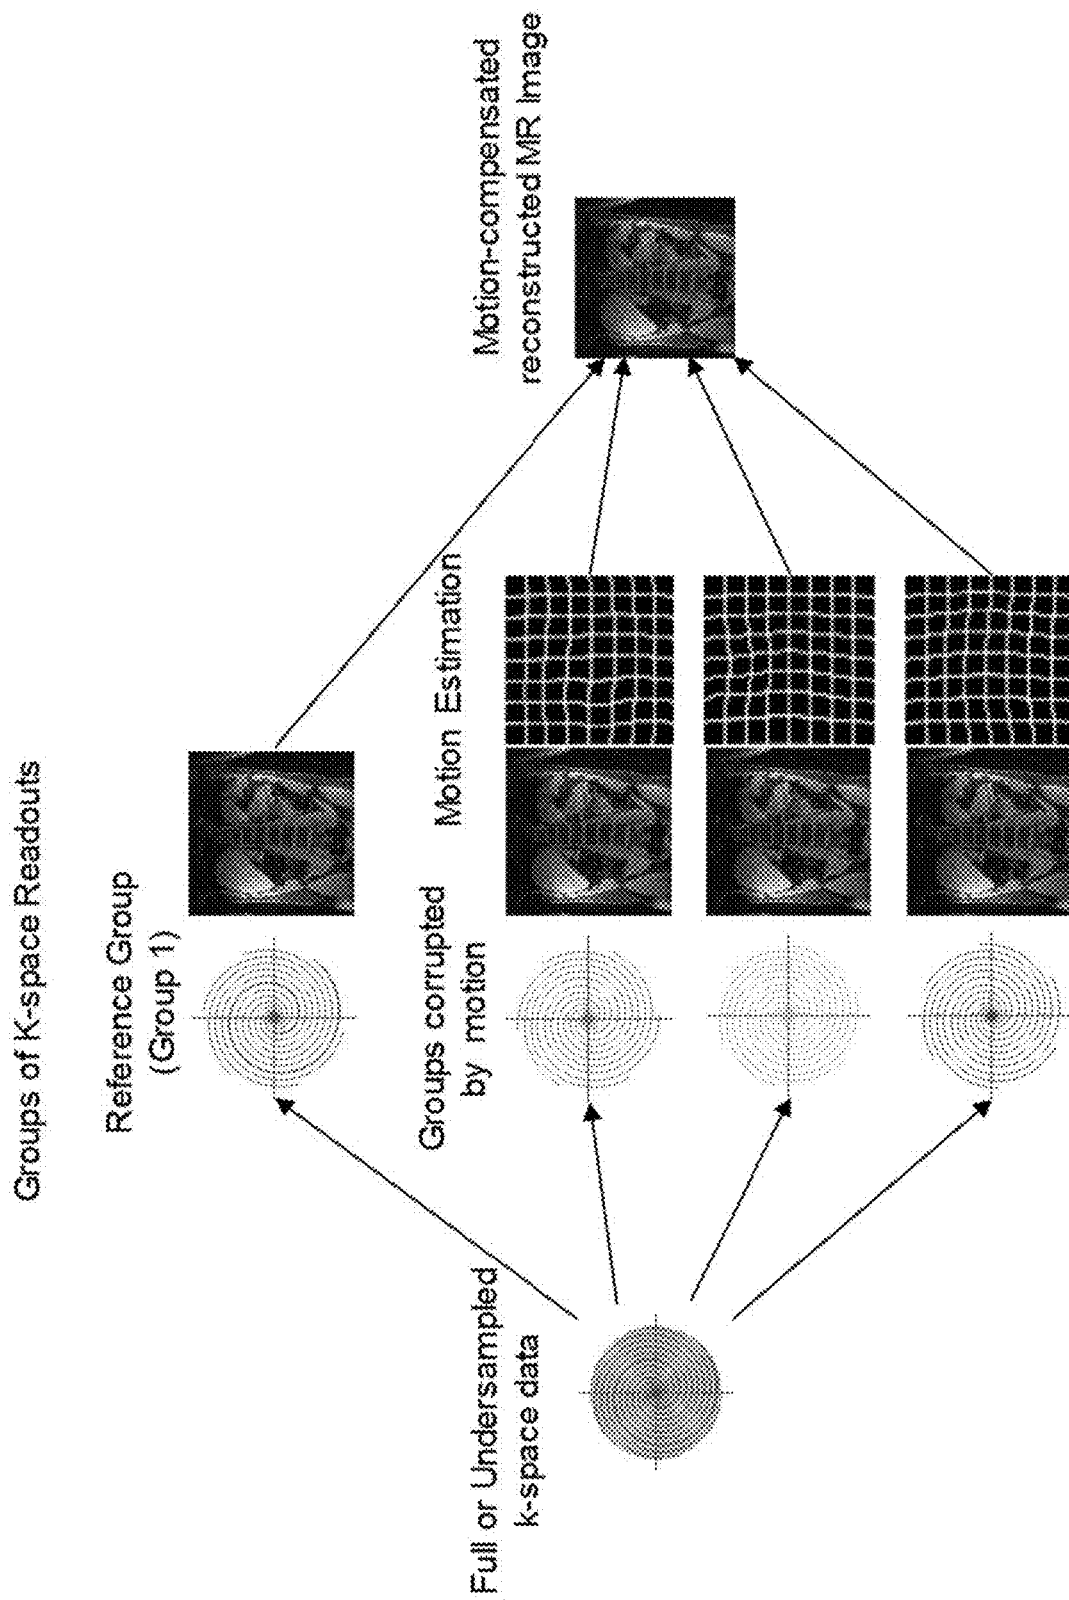 Groups of K-space Readouts
Reference Group
(Group 1)
Groups corrupted
by motion
Motion Estimation
Motion-compensated
reconstructed MR Image
Full or Undersampled
k-space data